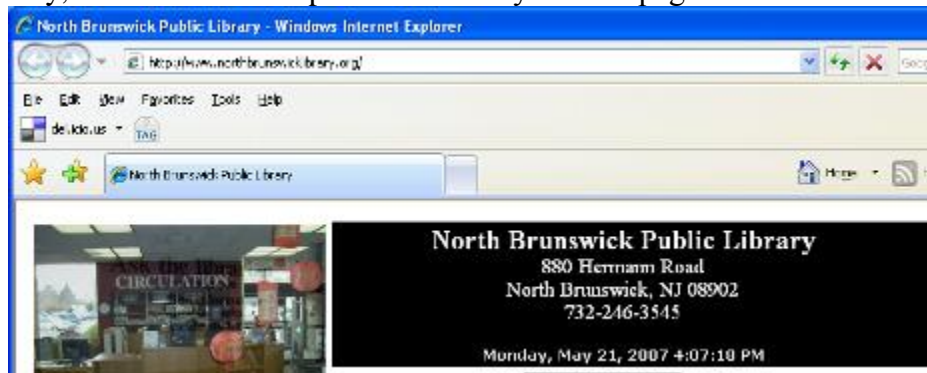 North Brunswick Public Library - Windows Internet Explorer
http://www.northbrunswicklibrary.org/
File Edit View Favorites Tools Help
del.icio.us TAG
North Brunswick Public Library
Home
CIRCULATION
North Brunswick Public Library
880 Hermann Road
North Brunswick, NJ 08902
732-246-3545
Monday, May 21, 2007 4:07:18 PM